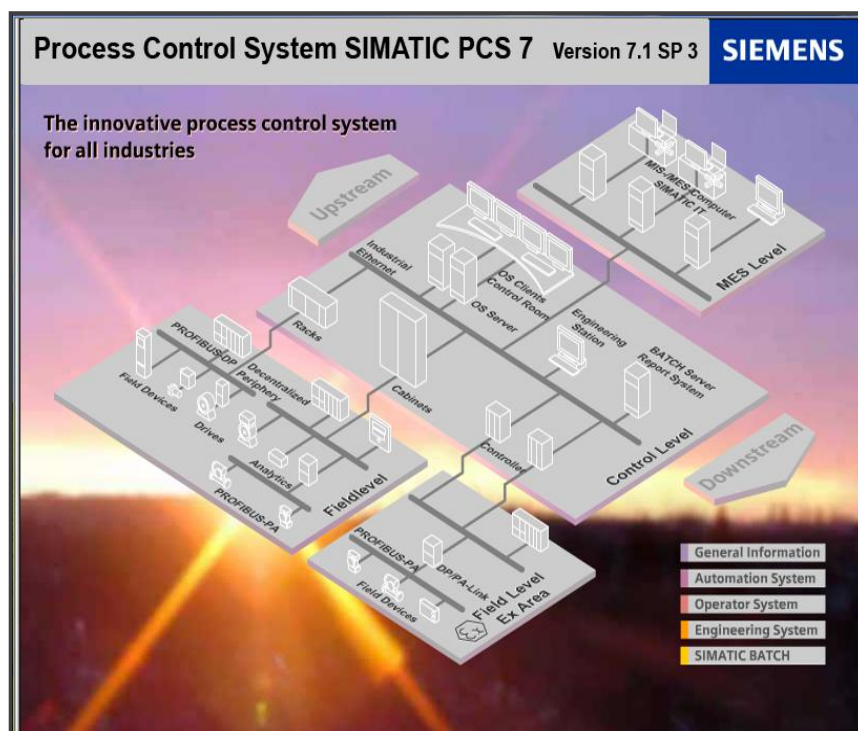 Process Control System SIMATIC PCS 7 Version 7.1 SP 3
SIEMENS
The innovative process control system
for all industries
Upstream
MIS-/MES-Computer
SIMATIC IT
MES Level
Industrial
Ethernet
OS Clients
Control Room
OS Server
Engineering
Station
BATCH Server
Report System
Racks
Cabinets
Controller
Control Level
Downstream
PROFIBUS-DP
Decentralized
Periphery
Field Devices
Drives
Analytics
PROFIBUS-PA
Fieldlevel
PROFIBUS-PA
DP/PA-Link
Field Devices
Field Level
Ex Area
General Information
Automation System
Operator System
Engineering System
SIMATIC BATCH